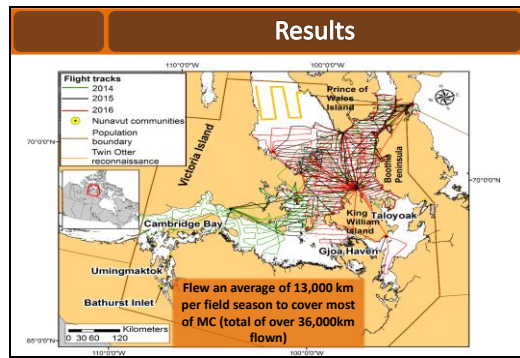 Results
110°0'0"W
100°0'0"W
Flight tracks
2014
2015
2016
Nunavut communities
Population
boundary
Twin Otter
reconnaissance
Prince of
Wales
Island
70°0'0"N
Victoria Island
Boothia
Peninsula
70°0'0"N
King
William
Island
Taloyoak
Cambridge Bay
Gjoa Haven
Umingmaktok
Bathurst Inlet
Flew an average of 13,000 km
per field season to cover most
of MC (total of over 36,000km
flown)
Kilometers
0 30 60 120
65°0'0"N
110°0'0"W
100°0'0"W